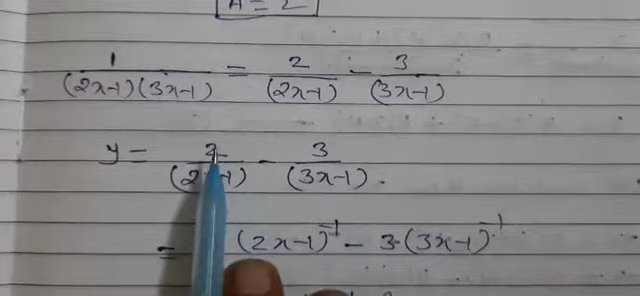 A = 2
1/((2x-1)(3x-1)) = 2/(2x-1) - 3/(3x-1)
y = 2/(2x-1) - 3/(3x-1).
= (2x-1)^-1 - 3.(3x-1)^-1